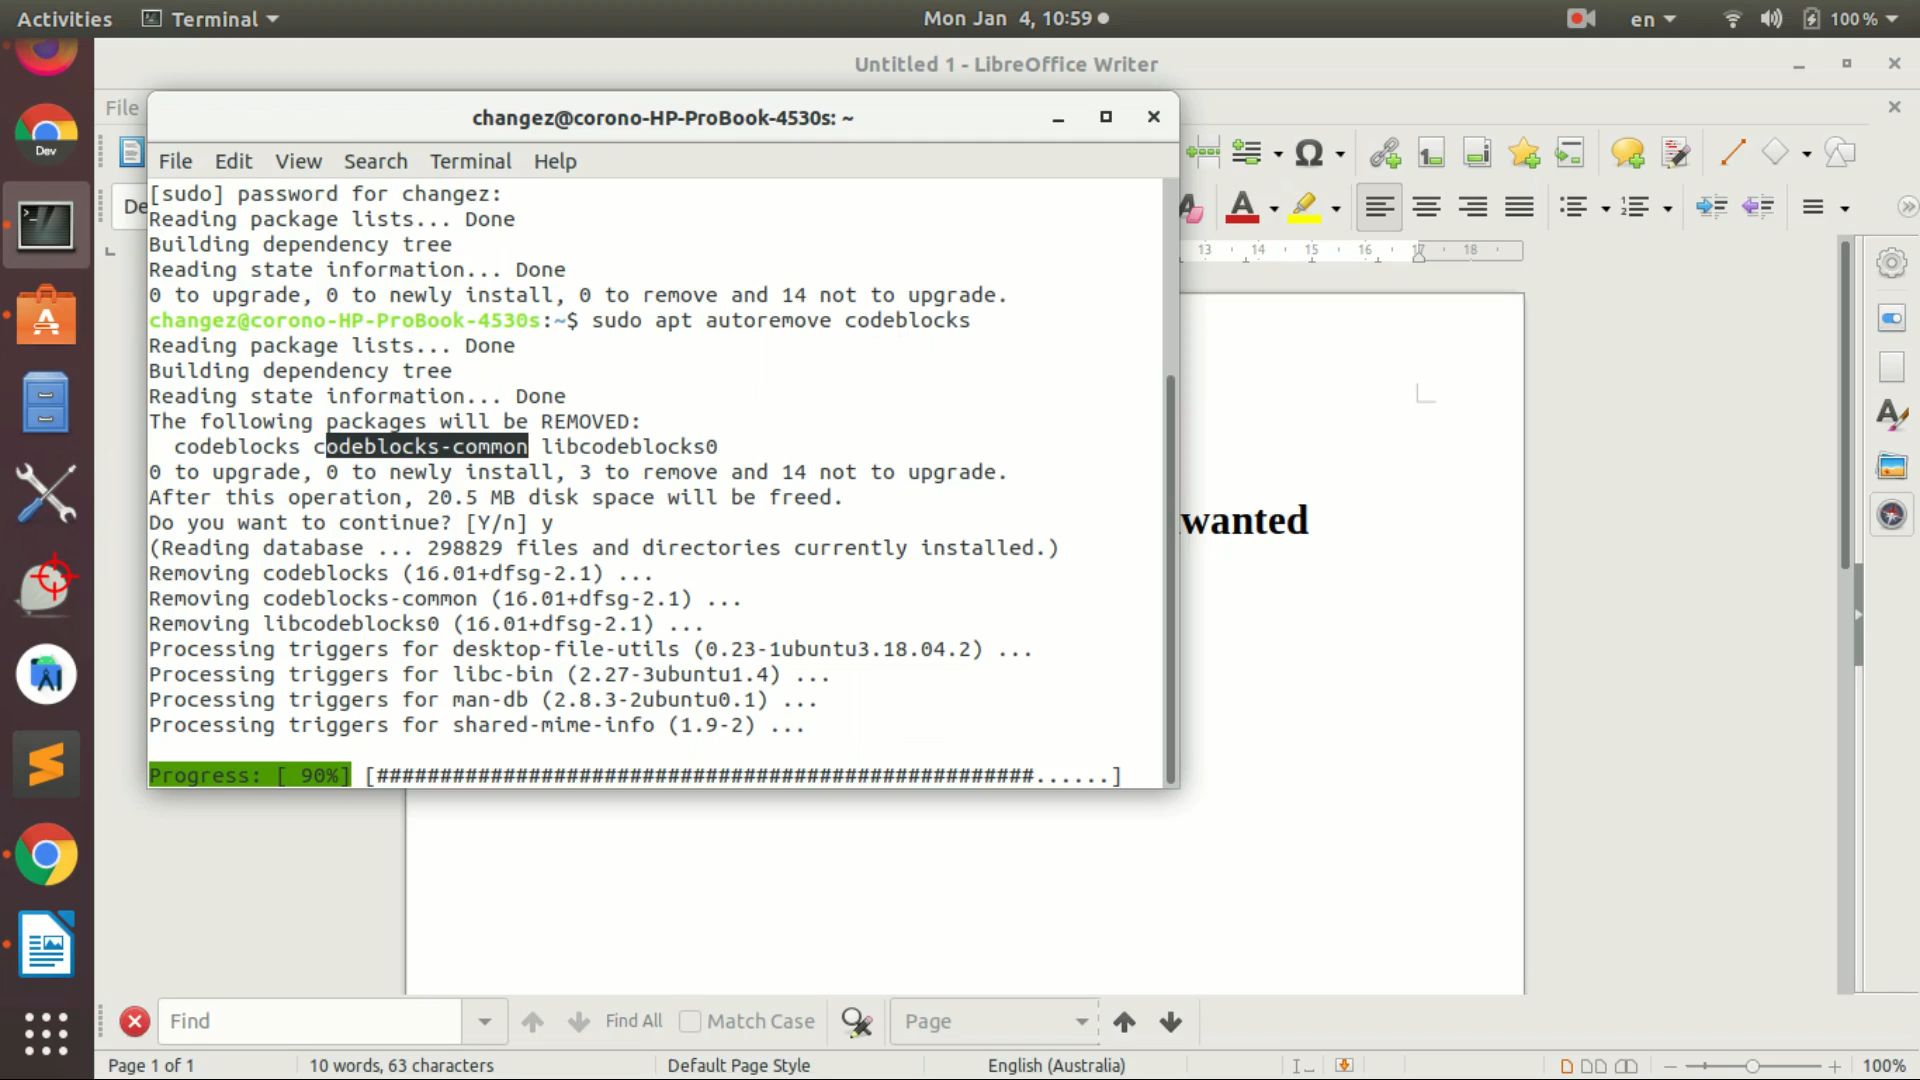 Activities Terminal Mon Jan 4, 10:59 en 100 %
Untitled 1 - LibreOffice Writer
File
changez@corono-HP-ProBook-4530s: ~
File Edit View Search Terminal Help
De
Dev
[sudo] password for changez:
Reading package lists... Done
Building dependency tree
Reading state information... Done
0 to upgrade, 0 to newly install, 0 to remove and 14 not to upgrade.
changez@corono-HP-ProBook-4530s:~$ sudo apt autoremove codeblocks
Reading package lists... Done
Building dependency tree
Reading state information... Done
The following packages will be REMOVED:
codeblocks codeblocks-common libcodeblocks0
0 to upgrade, 0 to newly install, 3 to remove and 14 not to upgrade.
After this operation, 20.5 MB disk space will be freed.
Do you want to continue? [Y/n] y
(Reading database ... 298829 files and directories currently installed.)
Removing codeblocks (16.01+dfsg-2.1) ...
Removing codeblocks-common (16.01+dfsg-2.1) ...
Removing libcodeblocks0 (16.01+dfsg-2.1) ...
Processing triggers for desktop-file-utils (0.23-1ubuntu3.18.04.2) ...
Processing triggers for libc-bin (2.27-3ubuntu1.4) ...
Processing triggers for man-db (2.8.3-2ubuntu0.1) ...
Processing triggers for shared-mime-info (1.9-2) ...
Progress: [ 90%] [####################################################......]
13 14 15 16 17 18
wanted
Find Find All Match Case Page
Page 1 of 1 10 words, 63 characters Default Page Style English (Australia) 100%